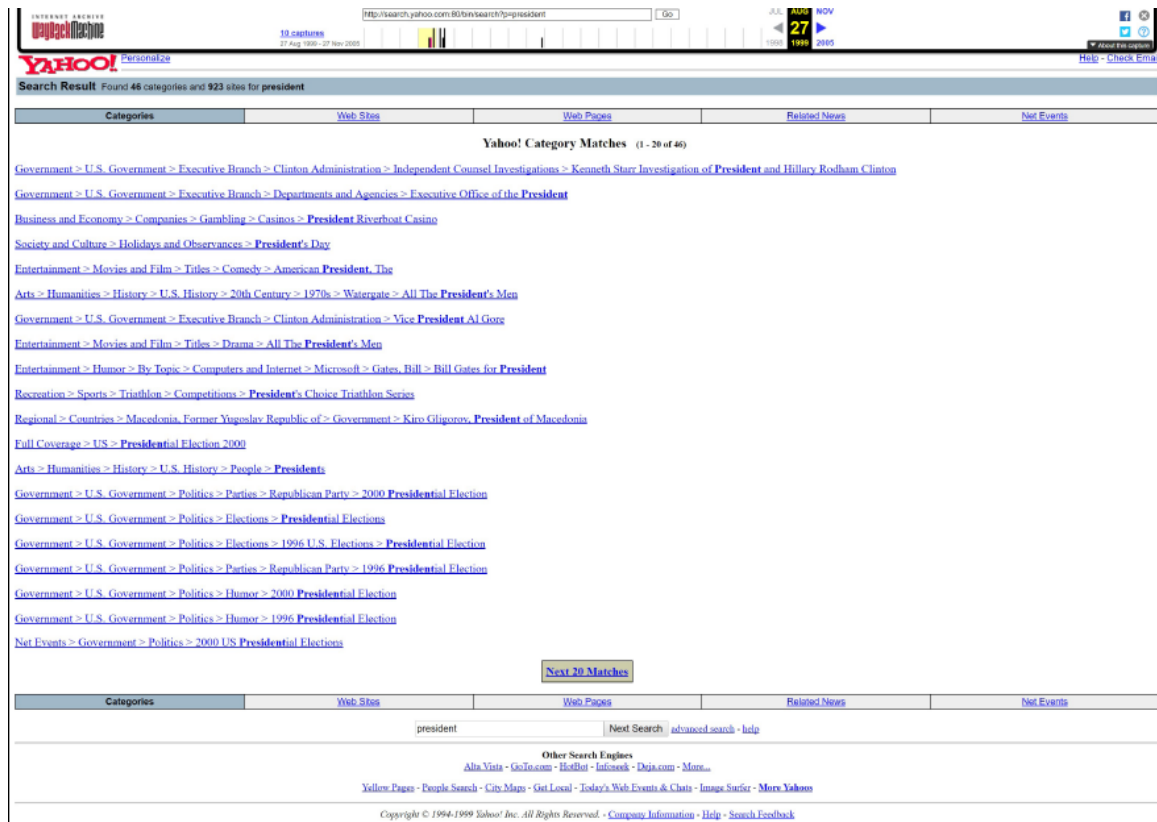 INTERNET ARCHIVE
WayBackMachine
http://search.yahoo.com:80/bin/search?p=president
Go
10 captures
27 Aug 1999 - 27 Nov 2005
JUL AUG NOV
27
1998 1999 2005
About this capture
YAHOO! Personalize
Help - Check Emai
Search Result Found 46 categories and 923 sites for president
Categories Web Sites Web Pages Related News Net Events
Yahoo! Category Matches (1 - 20 of 46)
Government > U.S. Government > Executive Branch > Clinton Administration > Independent Counsel Investigations > Kenneth Starr Investigation of President and Hillary Rodham Clinton
Government > U.S. Government > Executive Branch > Departments and Agencies > Executive Office of the President
Business and Economy > Companies > Gambling > Casinos > President Riverboat Casino
Society and Culture > Holidays and Observances > President's Day
Entertainment > Movies and Film > Titles > Comedy > American President, The
Arts > Humanities > History > U.S. History > 20th Century > 1970s > Watergate > All The President's Men
Government > U.S. Government > Executive Branch > Clinton Administration > Vice President Al Gore
Entertainment > Movies and Film > Titles > Drama > All The President's Men
Entertainment > Humor > By Topic > Computers and Internet > Microsoft > Gates, Bill > Bill Gates for President
Recreation > Sports > Triathlon > Competitions > President's Choice Triathlon Series
Regional > Countries > Macedonia, Former Yugoslav Republic of > Government > Kiro Gligorov, President of Macedonia
Full Coverage > US > Presidential Election 2000
Arts > Humanities > History > U.S. History > People > Presidents
Government > U.S. Government > Politics > Parties > Republican Party > 2000 Presidential Election
Government > U.S. Government > Politics > Elections > Presidential Elections
Government > U.S. Government > Politics > Elections > 1996 U.S. Elections > Presidential Election
Government > U.S. Government > Politics > Parties > Republican Party > 1996 Presidential Election
Government > U.S. Government > Politics > Humor > 2000 Presidential Election
Government > U.S. Government > Politics > Humor > 1996 Presidential Election
Net Events > Government > Politics > 2000 US Presidential Elections
Next 20 Matches
Categories Web Sites Web Pages Related News Net Events
president Next Search advanced search - help
Other Search Engines
Alta Vista - GoTo.com - HotBot - Infoseek - Deja.com - More...
Yellow Pages - People Search - City Maps - Get Local - Today's Web Events & Chats - Image Surfer - More Yahoos
Copyright © 1994-1999 Yahoo! Inc. All Rights Reserved. - Company Information - Help - Search Feedback